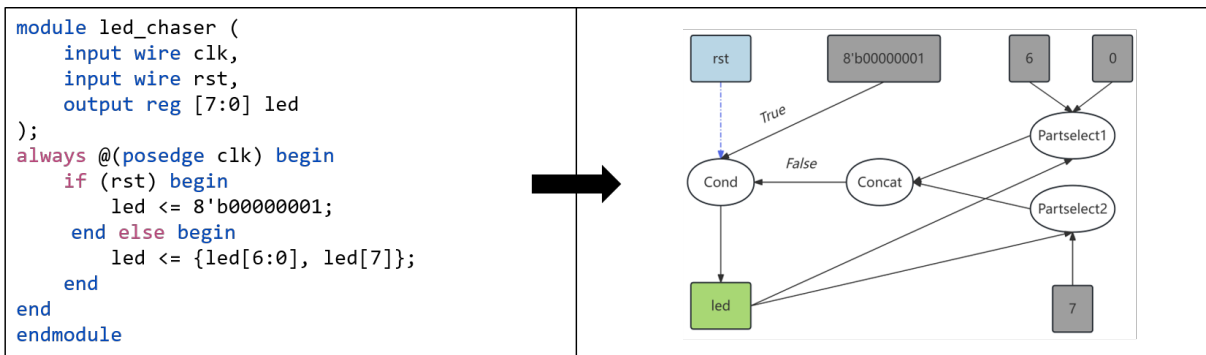 module led_chaser (
    input wire clk,
    input wire rst,
    output reg [7:0] led
);
always @(posedge clk) begin
    if (rst) begin
        led <= 8'b00000001;
     end else begin
        led <= {led[6:0], led[7]};
    end
end
endmodule
rst
8'b00000001
6
0
True
Partselect1
False
Cond
Concat
Partselect2
led
7